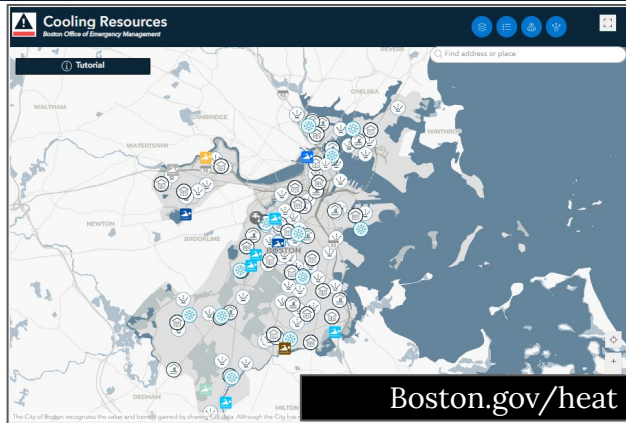 Cooling Resources
Boston Office of Emergency Management
Find address or place
Tutorial
REVERE
CHELSEA
WALTHAM
CAMBRIDGE
WINTHROP
WATERTOWN
NEWTON
BROOKLINE
BOSTON
DEDHAM
MILTON
Boston.gov/heat
The City of Boston recognizes the value and benefit gained by sharing GIS data. Although the City has